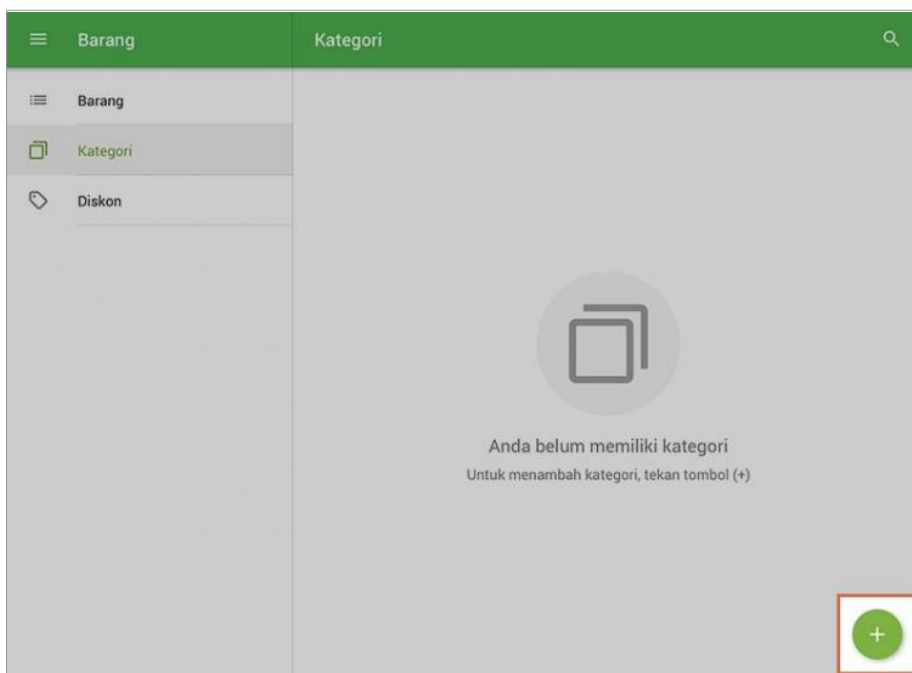 Barang
Kategori
Barang
Kategori
Diskon
Anda belum memiliki kategori
Untuk menambah kategori, tekan tombol (+)
+